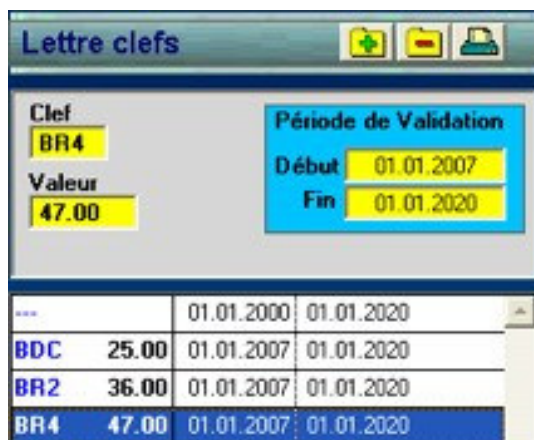 Lettre clefs
Clef
BR4
Valeur
47.00
Période de Validation
Début 01.01.2007
Fin 01.01.2020
--- 01.01.2000 01.01.2020
BDC 25.00 01.01.2007 01.01.2020
BR2 36.00 01.01.2007 01.01.2020
BR4 47.00 01.01.2007 01.01.2020